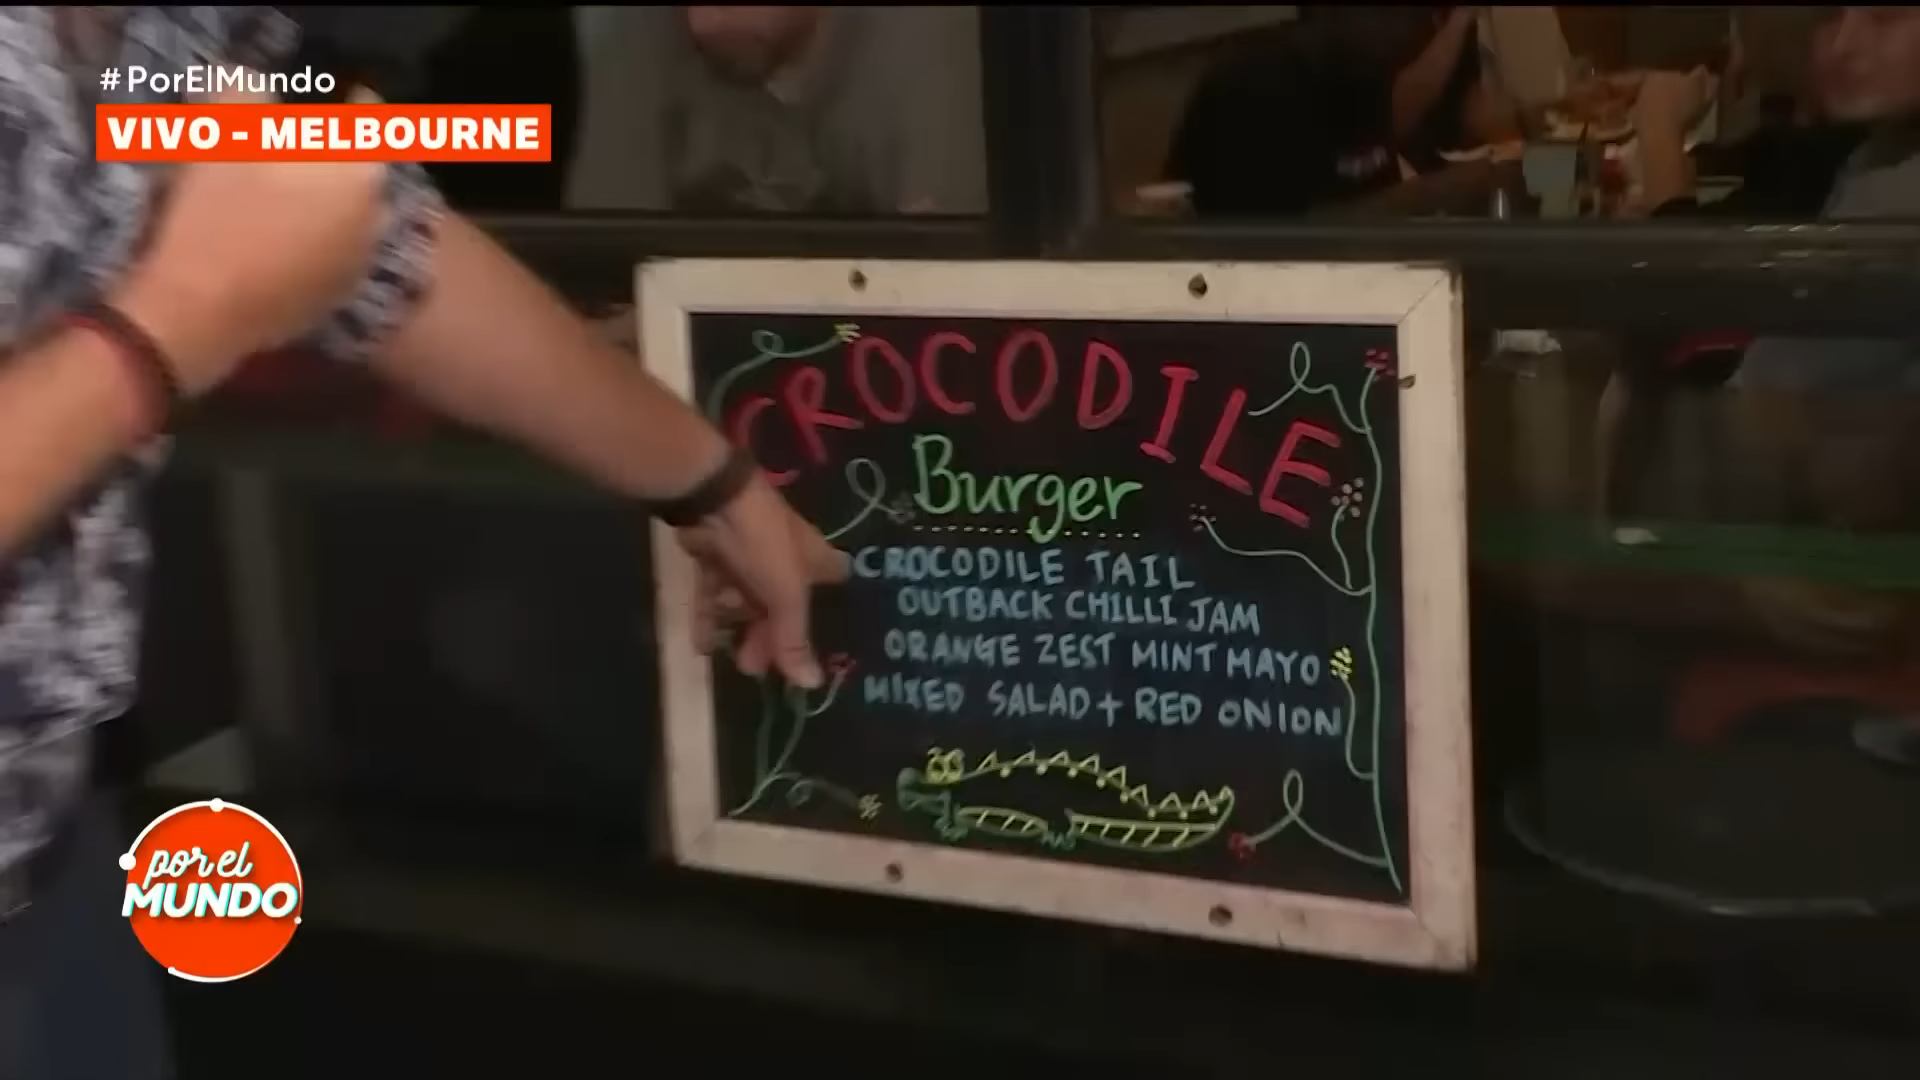 #PorElMundo
VIVO - MELBOURNE
CROCODILE
Burger
CROCODILE TAIL
OUTBACK CHILLI JAM
ORANGE ZEST MINT MAYO
MIXED SALAD + RED ONION
por el
MUNDO